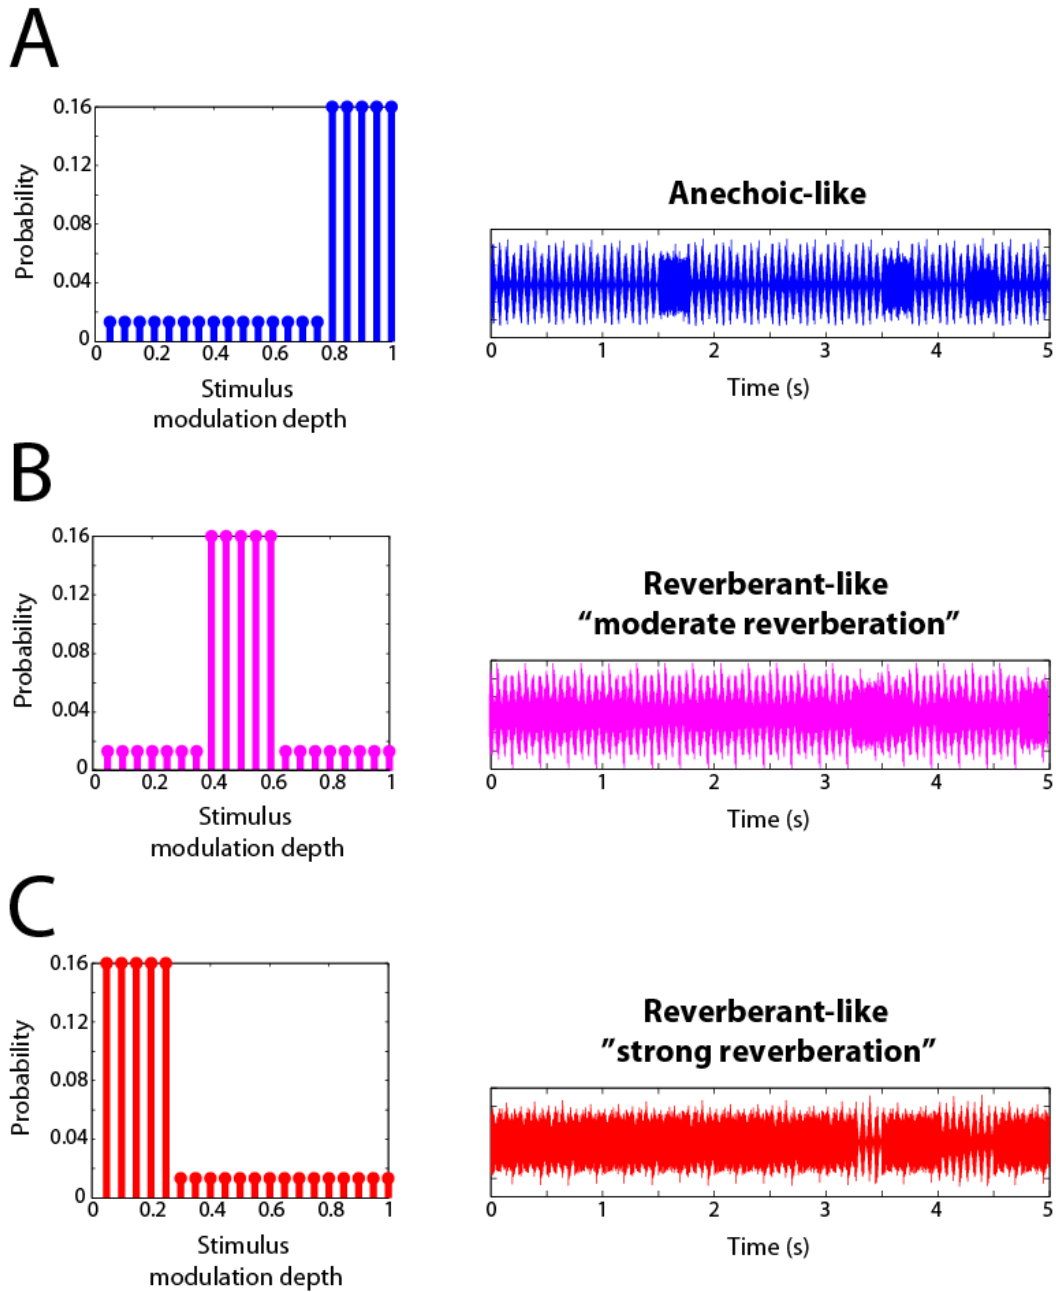 A
0.16
0.12
0.08
0.04
0
Probability
0 0.2 0.4 0.6 0.8 1
Stimulus
modulation depth
Anechoic-like
0 1 2 3 4 5
Time (s)
B
0.16
0.12
0.08
0.04
0
Probability
0 0.2 0.4 0.6 0.8 1
Stimulus
modulation depth
Reverberant-like
“moderate reverberation”
0 1 2 3 4 5
Time (s)
C
0.16
0.12
0.08
0.04
0
Probability
0 0.2 0.4 0.6 0.8 1
Stimulus
modulation depth
Reverberant-like
”strong reverberation”
0 1 2 3 4 5
Time (s)